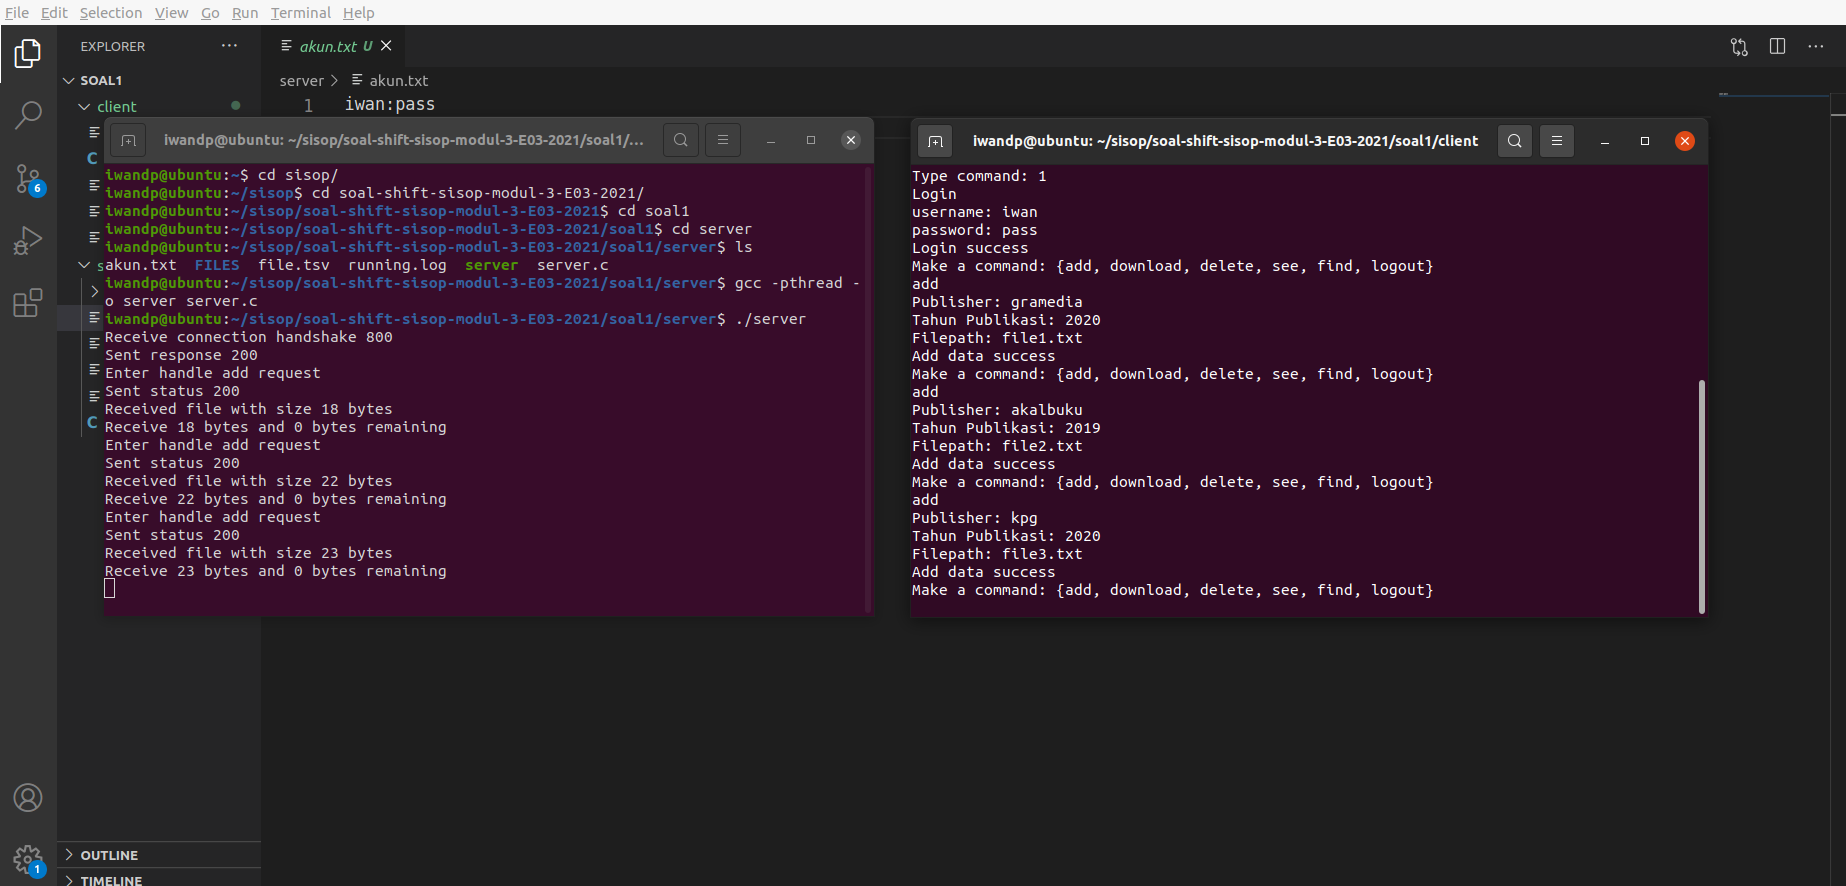 File Edit Selection View Go Run Terminal Help
EXPLORER
SOAL1
client
C
s
C
6
1
OUTLINE
TIMELINE
akun.txt U
server > akun.txt
1 iwan:pass
iwandp@ubuntu: ~/sisop/soal-shift-sisop-modul-3-E03-2021/soal1/...
iwandp@ubuntu:~$ cd sisop/
iwandp@ubuntu:~/sisop$ cd soal-shift-sisop-modul-3-E03-2021/
iwandp@ubuntu:~/sisop/soal-shift-sisop-modul-3-E03-2021$ cd soal1
iwandp@ubuntu:~/sisop/soal-shift-sisop-modul-3-E03-2021/soal1$ cd server
iwandp@ubuntu:~/sisop/soal-shift-sisop-modul-3-E03-2021/soal1/server$ ls
akun.txt FILES file.tsv running.log server server.c
iwandp@ubuntu:~/sisop/soal-shift-sisop-modul-3-E03-2021/soal1/server$ gcc -pthread -
o server server.c
iwandp@ubuntu:~/sisop/soal-shift-sisop-modul-3-E03-2021/soal1/server$ ./server
Receive connection handshake 800
Sent response 200
Enter handle add request
Sent status 200
Received file with size 18 bytes
Receive 18 bytes and 0 bytes remaining
Enter handle add request
Sent status 200
Received file with size 22 bytes
Receive 22 bytes and 0 bytes remaining
Enter handle add request
Sent status 200
Received file with size 23 bytes
Receive 23 bytes and 0 bytes remaining
iwandp@ubuntu: ~/sisop/soal-shift-sisop-modul-3-E03-2021/soal1/client
Type command: 1
Login
username: iwan
password: pass
Login success
Make a command: {add, download, delete, see, find, logout}
add
Publisher: gramedia
Tahun Publikasi: 2020
Filepath: file1.txt
Add data success
Make a command: {add, download, delete, see, find, logout}
add
Publisher: akalbuku
Tahun Publikasi: 2019
Filepath: file2.txt
Add data success
Make a command: {add, download, delete, see, find, logout}
add
Publisher: kpg
Tahun Publikasi: 2020
Filepath: file3.txt
Add data success
Make a command: {add, download, delete, see, find, logout}